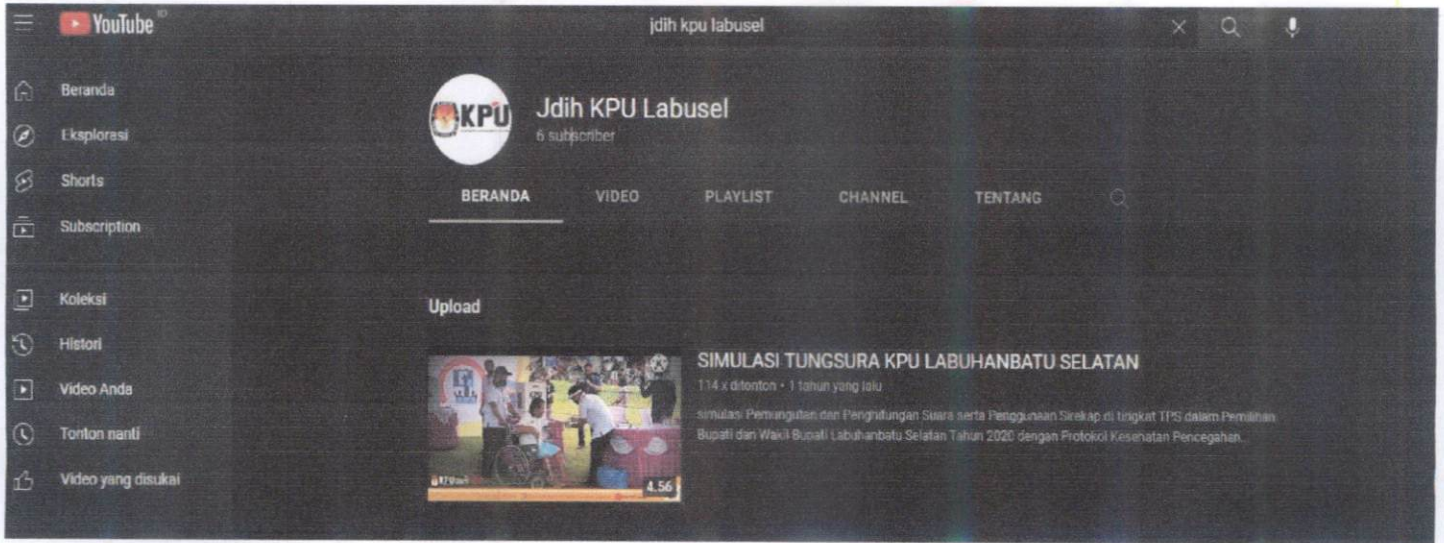 YouTube ID
jdih kpu labusel
Beranda
Eksplorasi
Shorts
Subscription
Koleksi
Histori
Video Anda
Tonton nanti
Video yang disukai
KPU
Jdih KPU Labusel
6 subscriber
BERANDA VIDEO PLAYLIST CHANNEL TENTANG
Upload
4.56
SIMULASI TUNGSURA KPU LABUHANBATU SELATAN
114 x ditonton • 1 tahun yang lalu
simulasi Pemungutan dan Penghitungan Suara serta Penggunaan Sirekap di tingkat TPS dalam Pemilihan
Bupati dan Wakil Bupati Labuhanbatu Selatan Tahun 2020 dengan Protokol Kesehatan Pencegahan...